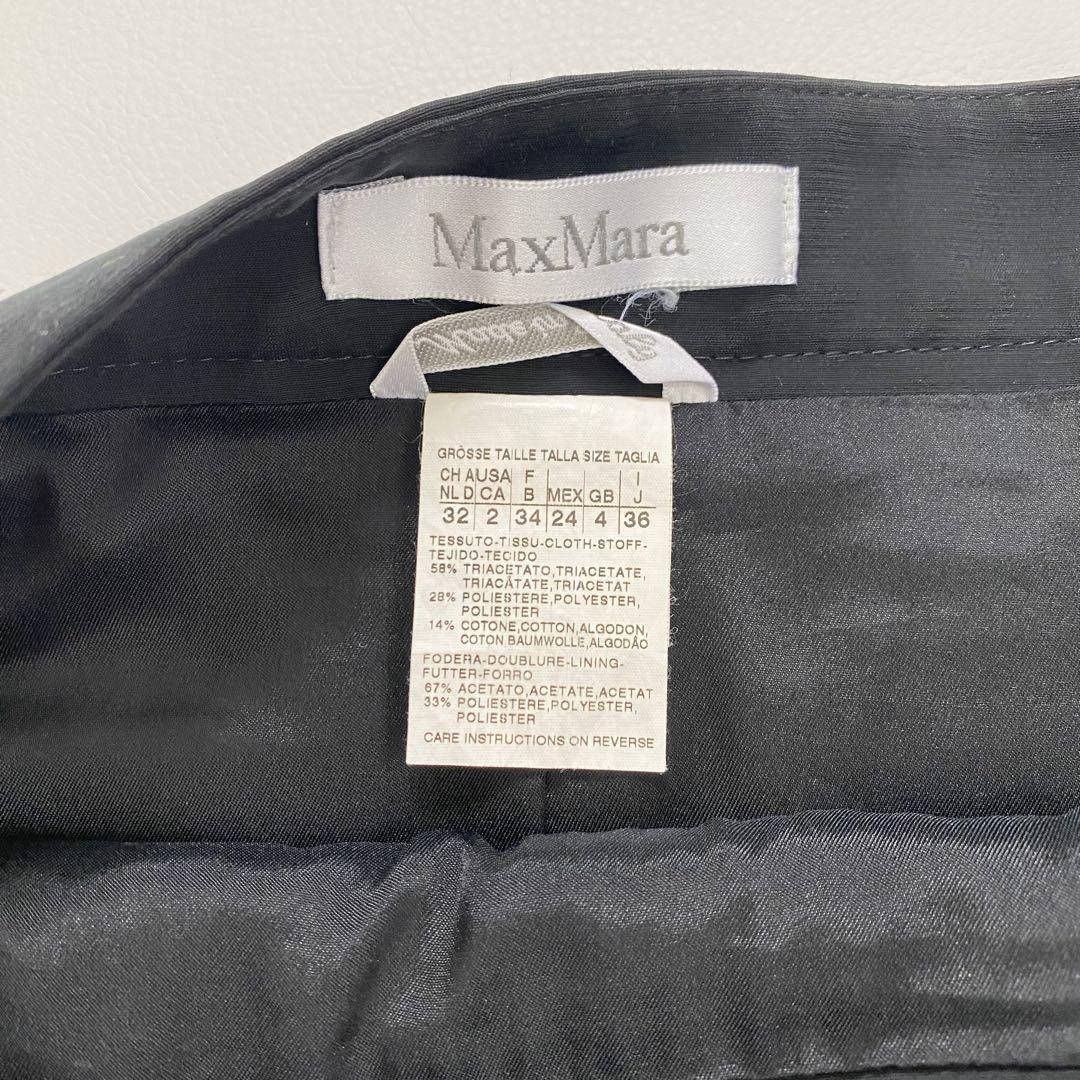 MaxMara
GRÖSSE TAILLE TALLA SIZE TAGLIA
CH A USA F I
NL D CA B MEX GB J
32 2 34 24 4 36
TESSUTO-TISSU-CLOTH-STOFF-
TEJIDO-TECIDO
58% TRIACETATO,TRIACETATE,
TRIACÄTATE,TRIACETAT
28% POLIESTERE,POLYESTER,
POLIESTER
14% COTONE,COTTON,ALGODON,
COTON,BAUMWOLLE,ALGODÃO
FODERA-DOUBLURE-LINING-
FUTTER-FORRO
67% ACETATO,ACETATE,ACETAT
33% POLIESTERE,POLYESTER,
POLIESTER
CARE INSTRUCTIONS ON REVERSE